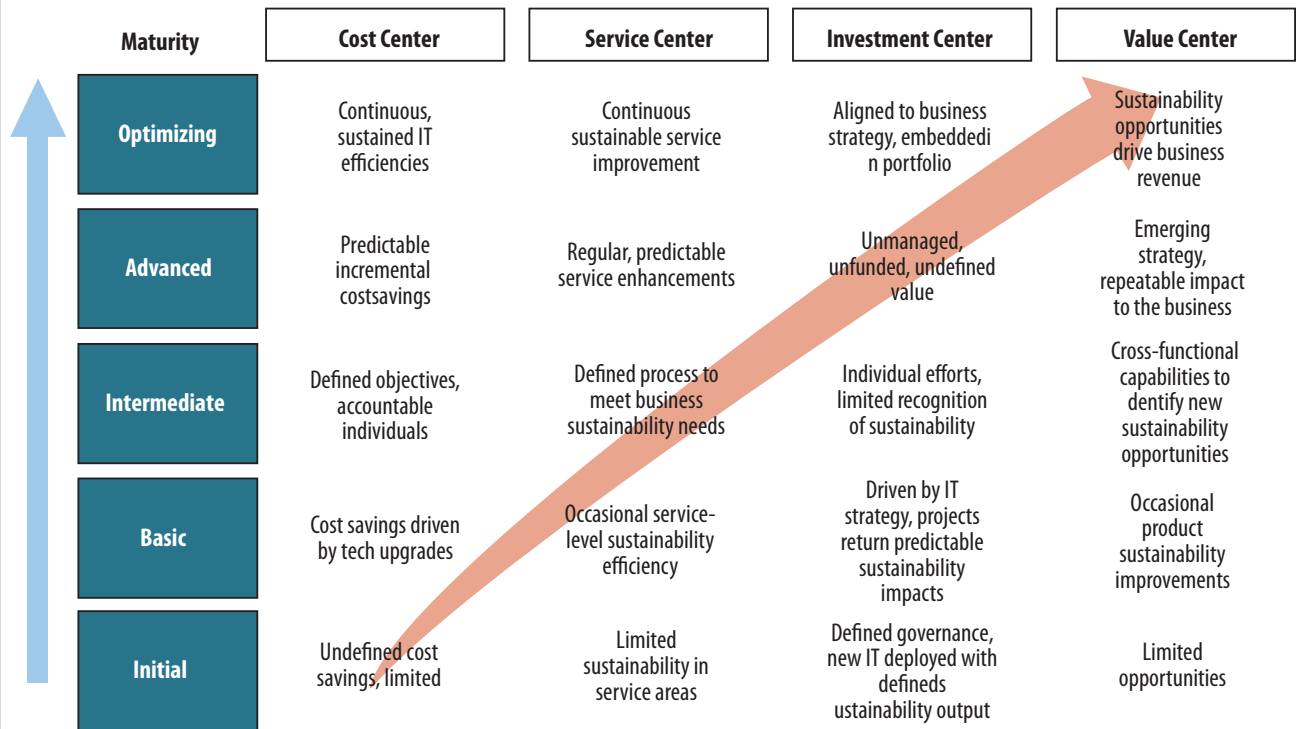 Maturity
Cost Center
Service Center
Investment Center
Value Center
Optimizing
Continuous,
sustained IT
efficiencies
Continuous
sustainable service
improvement
Aligned to business
strategy, embeddedi
n portfolio
Sustainability
opportunities
drive business
revenue
Advanced
Predictable
incremental
costsavings
Regular, predictable
service enhancements
Unmanaged,
unfunded, undefined
value
Emerging
strategy,
repeatable impact
to the business
Intermediate
Defined objectives,
accountable
individuals
Defined process to
meet business
sustainability needs
Individual efforts,
limited recognition
of sustainability
Cross-functional
capabilities to
dentify new
sustainability
opportunities
Basic
Cost savings driven
by tech upgrades
Occasional service-
level sustainability
efficiency
Driven by IT
strategy, projects
return predictable
sustainability
impacts
Occasional
product
sustainability
improvements
Initial
Undefined cost
savings, limited
Limited
sustainability in
service areas
Defined governance,
new IT deployed with
defineds
ustainability output
Limited
opportunities